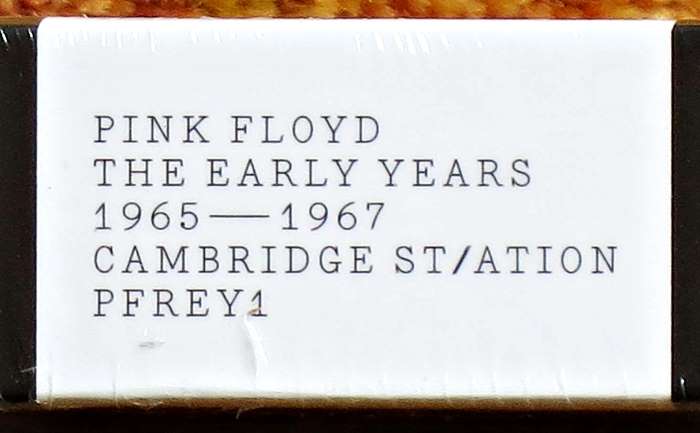 PINK FLOYD
THE EARLY YEARS
1965—1967
CAMBRIDGE ST/ATION
PFREY1